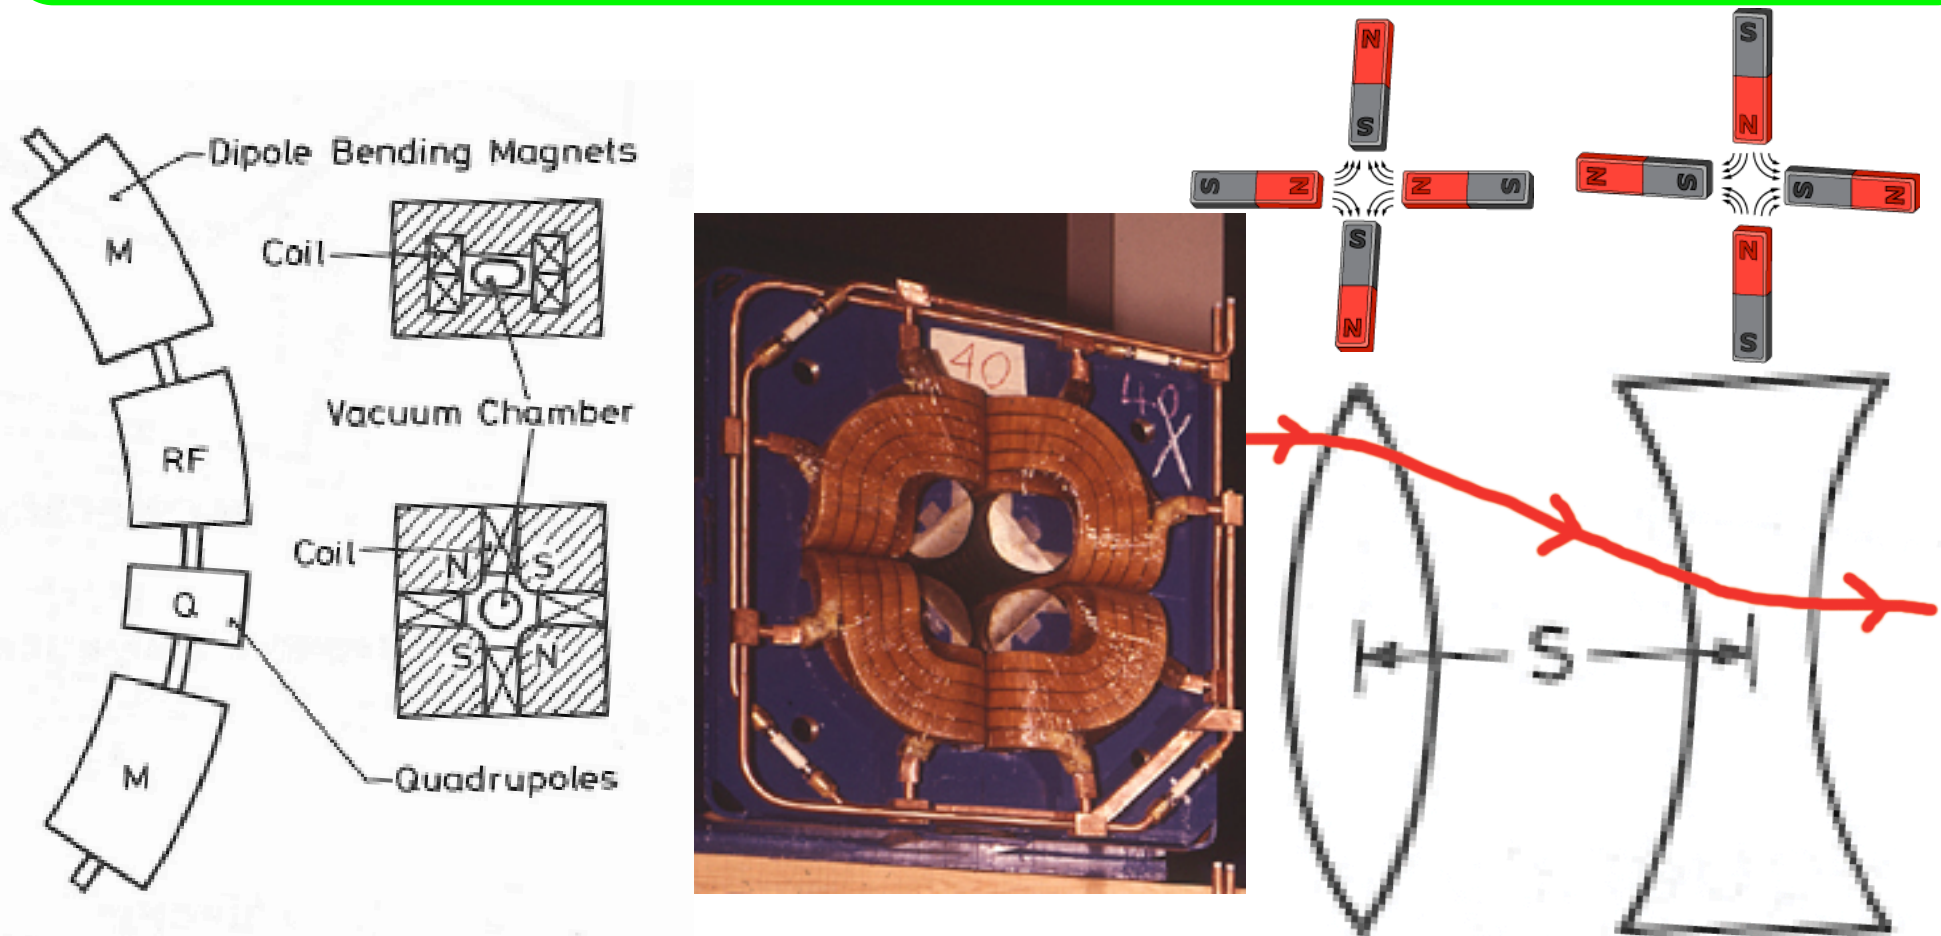 Dipole Bending Magnets
M
Coil
Vacuum Chamber
RF
Coil
N S
Q
S N
M
Quadrupoles
40
40
X
N
S
S N
N S
S
N
S
N
N S
S N
N
S
S